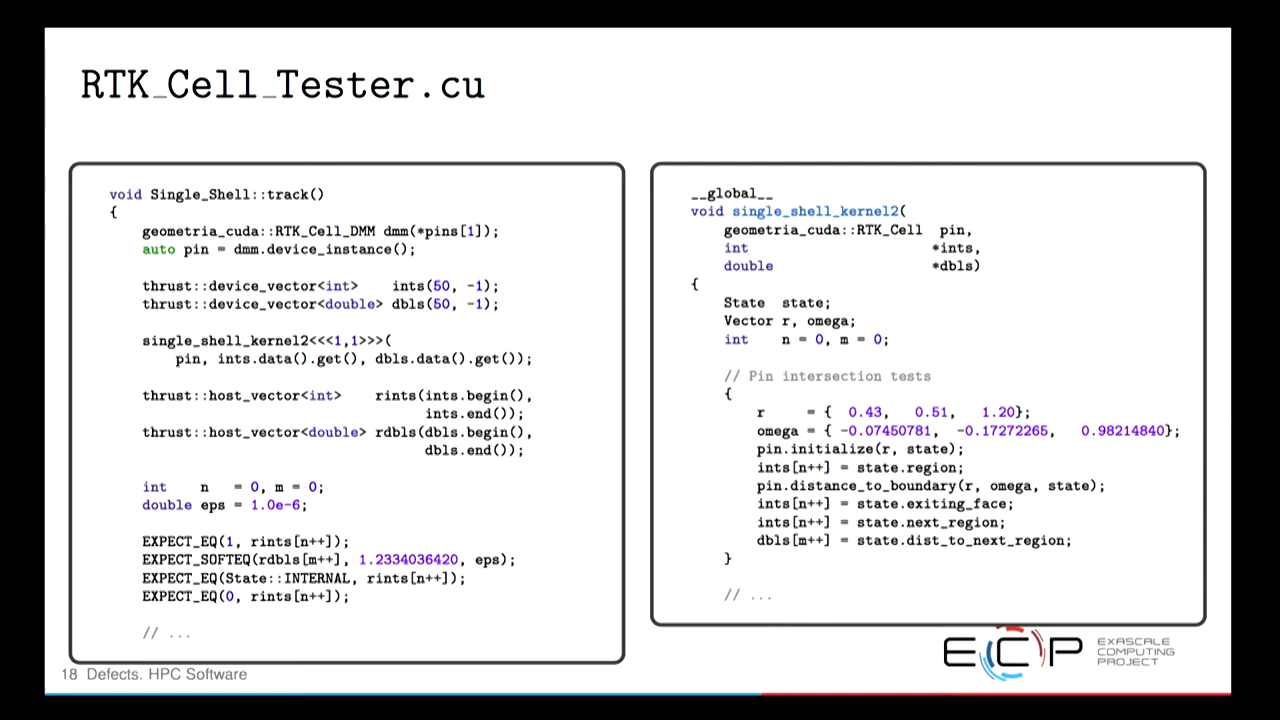 RTK_Cell_Tester.cu
void Single_Shell::track()
{
    geometria_cuda::RTK_Cell_DMM dmm(*pins[1]);
    auto pin = dmm.device_instance();
    thrust::device_vector<int>    ints(50, -1);
    thrust::device_vector<double> dbls(50, -1);
    single_shell_kernel2<<<1,1>>>(
        pin, ints.data().get(), dbls.data().get());
    thrust::host_vector<int>    rints(ints.begin(),
                                      ints.end());
    thrust::host_vector<double> rdbls(dbls.begin(),
                                      dbls.end());
    int    n   = 0, m = 0;
    double eps = 1.0e-6;
    EXPECT_EQ(1, rints[n++]);
    EXPECT_SOFTEQ(rdbls[m++], 1.2334036420, eps);
    EXPECT_EQ(State::INTERNAL, rints[n++]);
    EXPECT_EQ(0, rints[n++]);
    // ...
__global__
void single_shell_kernel2(
    geometria_cuda::RTK_Cell  pin,
    int                      *ints,
    double                   *dbls)
{
    State  state;
    Vector r, omega;
    int    n = 0, m = 0;
    // Pin intersection tests
    {
        r     = {  0.43,   0.51,   1.20};
        omega = { -0.07450781,  -0.17272265,   0.98214840};
        pin.initialize(r, state);
        ints[n++] = state.region;
        pin.distance_to_boundary(r, omega, state);
        ints[n++] = state.exiting_face;
        ints[n++] = state.next_region;
        dbls[m++] = state.dist_to_next_region;
    }
    // ...
18 Defects. HPC Software
ECP
EXASCALE
COMPUTING
PROJECT